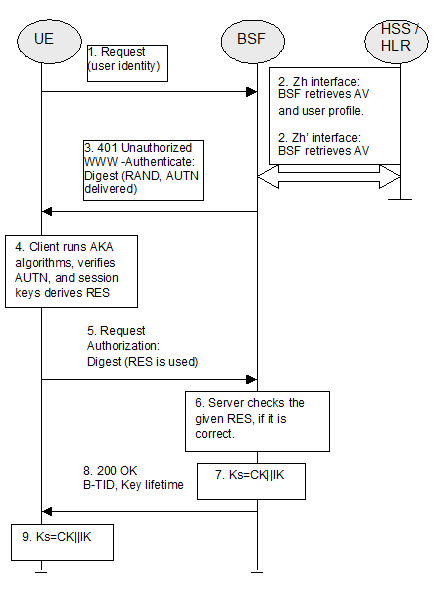 UE
BSF
HSS /
HLR
1. Request
(user identity)
2. Zh interface:
BSF retrieves AV
and user profile.
2. Zh' interface:
BSF retrieves AV
3. 401 Unauthorized
WWW -Authenticate:
Digest (RAND, AUTN
delivered)
4. Client runs AKA
algorithms, verifies
AUTN, and session
keys derives RES
5. Request
Authorization:
Digest (RES is used)
6. Server checks the
given RES, if it is
correct.
7. Ks=CK||IK
8. 200 OK
B-TID, Key lifetime
9. Ks=CK||IK